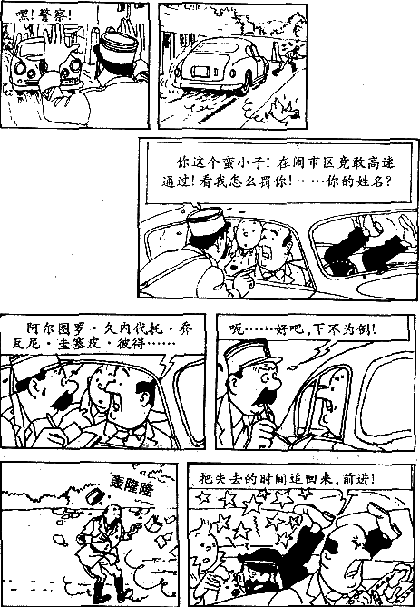 嘿!警察!
你这个蛮小子!在闹市区竟敢高速
通过!看我怎么罚你!……你的姓名?
阿尔图罗·久内代托·乔
瓦尼·圭塞皮·彼得……
呃……好吧,下不为例!
轰隆隆
把失去的时间追回来,前进!